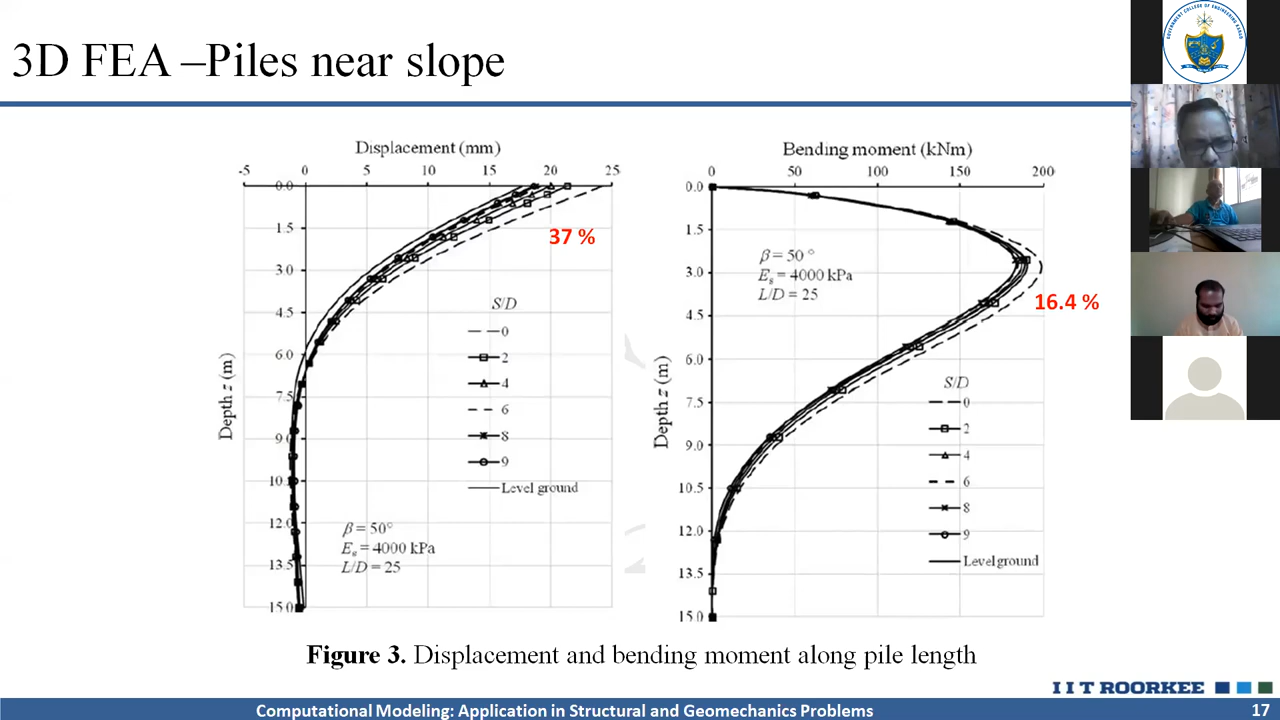 3D FEA –Piles near slope
Displacement (mm)
-5 0 5 10 15 20 25
0.0
1.5
3.0
4.5
6.0
7.5
9.0
10.5
12.0
13.5
15.0
Depth z (m)
37 %
S/D
0
2
4
6
8
9
Level ground
β = 50°
Es = 4000 kPa
L/D = 25
Bending moment (kNm)
0 50 100 150 200
0.0
1.5
3.0
4.5
6.0
7.5
9.0
10.5
12.0
13.5
15.0
Depth z (m)
β = 50 °
Es = 4000 kPa
L/D = 25
16.4 %
S/D
0
2
4
6
8
9
Level ground
Figure 3. Displacement and bending moment along pile length
IIT ROORKEE
Computational Modeling: Application in Structural and Geomechanics Problems
17